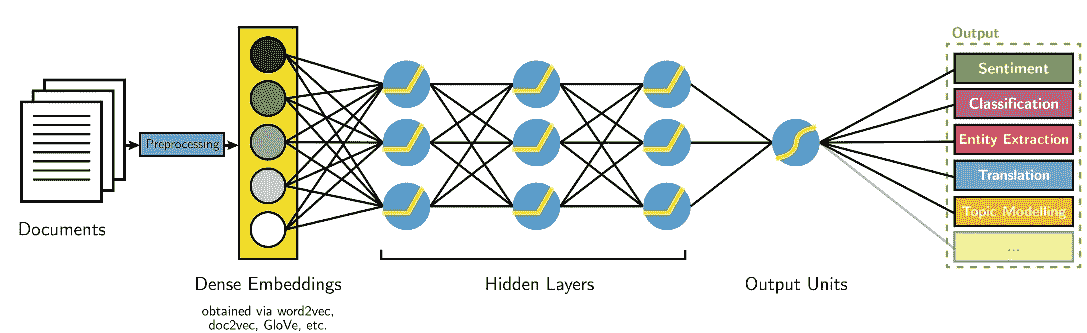 Output
Sentiment
Classification
Preprocessing
Entity Extraction
Translation
Topic Modelling
...
Documents
Dense Embeddings
Hidden Layers
Output Units
obtained via word2vec,
doc2vec, GloVe, etc.